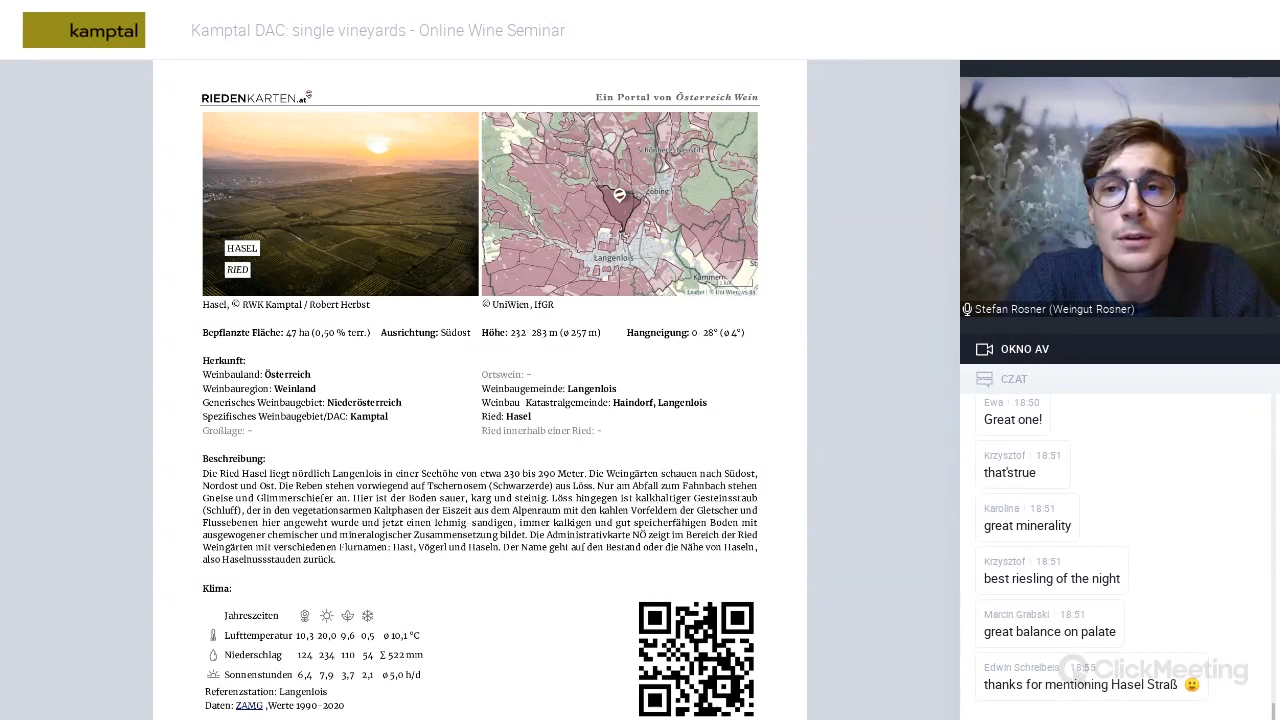 kamptal
Kamptal DAC: single vineyards - Online Wine Seminar
RIEDENKARTEN.at
Ein Portal von Österreich Wein
HASEL
RIED
Schönberg-Neustift
Zöbing
Langenlois
Kammern
St
Leaflet | © Uni Wien,
Hasel, © RWK Kamptal / Robert Herbst
© UniWien, IfGR
Bepflanzte Fläche: 47 ha (0,50 % terr.) Ausrichtung: Südost Höhe: 232 283 m (ø 257 m) Hangneigung: 0 28° (ø 4°)
Herkunft:
Weinbauland: Österreich
Weinbauregion: Weinland
Generisches Weinbaugebiet: Niederösterreich
Spezifisches Weinbaugebiet/DAC: Kamptal
Großlage: -
Ortswein: -
Weinbaugemeinde: Langenlois
Weinbau Katastralgemeinde: Haindorf, Langenlois
Ried: Hasel
Ried innerhalb einer Ried: -
Beschreibung:
Die Ried Hasel liegt nördlich Langenlois in einer Seehöhe von etwa 230 bis 290 Meter. Die Weingärten schauen nach Südost,
Nordost und Ost. Die Reben stehen vorwiegend auf Tschernosem (Schwarzerde) aus Löss. Nur am Abfall zum Fahnbach stehen
Gneise und Glimmerschiefer an. Hier ist der Boden sauer, karg und steinig. Löss hingegen ist kalkhaltiger Gesteinsstaub
(Schluff), der in den vegetationsarmen Kaltphasen der Eiszeit aus dem Alpenraum mit den kahlen Vorfeldern der Gletscher und
Flussebenen hier angeweht wurde und jetzt einen lehmig sandigen, immer kalkigen und gut speicherfähigen Boden mit
ausgewogener chemischer und mineralogischer Zusammensetzung bildet. Die Administrativkarte NÖ zeigt im Bereich der Ried
Weingärten mit verschiedenen Flurnamen: Hast, Vögerl und Haseln. Der Name geht auf den Bestand oder die Nähe von Haseln,
also Haselnussstauden zurück.
Klima:
Jahreszeiten
Lufttemperatur 10,3 20,0 9,6 0,5 ø 10,1 °C
Niederschlag 124 234 110 54 Σ 522 mm
Sonnenstunden 6,4 7,9 3,7 2,1 ø 5,0 h/d
Referenzstation: Langenlois
Daten: ZAMG ,Werte 1990-2020
Stefan Rosner (Weingut Rosner)
OKNO AV
CZAT
Ewa 18:50
Great one!
Krzysztof 18:51
that'strue
Karolina 18:51
great minerality
Krzysztof 18:51
best riesling of the night
Marcin Grabski 18:51
great balance on palate
Edwin Schreibeis 18:55
thanks for mentioning Hasel Straß 🙂
ClickMeeting